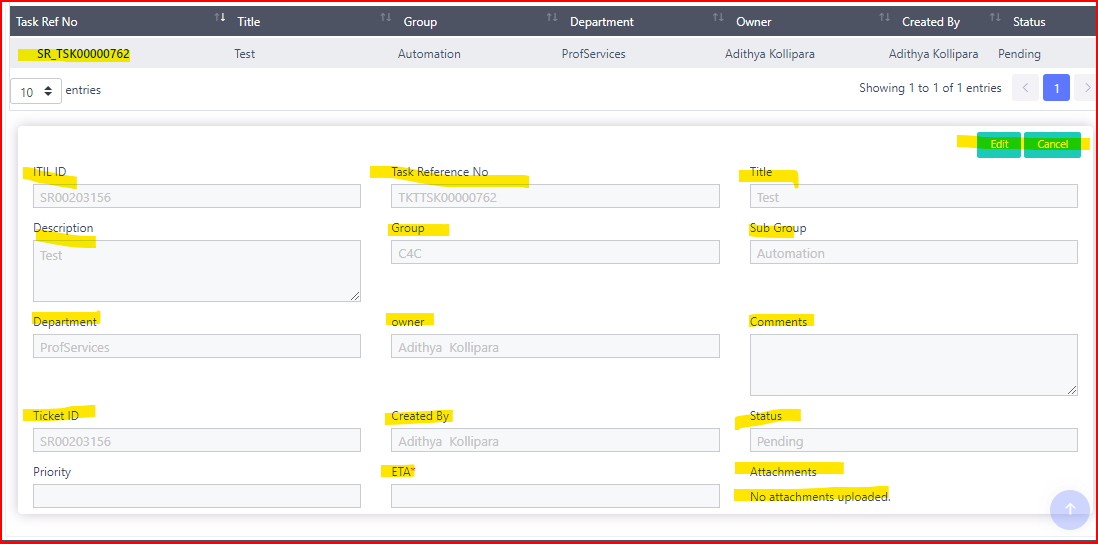 Task Ref No Title Group Department Owner Created By Status
SR_TSK00000762 Test Automation ProfServices Adithya Kollipara Adithya Kollipara Pending
10 entries Showing 1 to 1 of 1 entries 1
Edit Cancel
ITIL ID Task Reference No Title
SR00203156 TKTTSK00000762 Test
Description Group Sub Group
Test C4C Automation
Department owner Comments
ProfServices Adithya Kollipara
Ticket ID Created By Status
SR00203156 Adithya Kollipara Pending
Priority ETA* Attachments
No attachments uploaded.